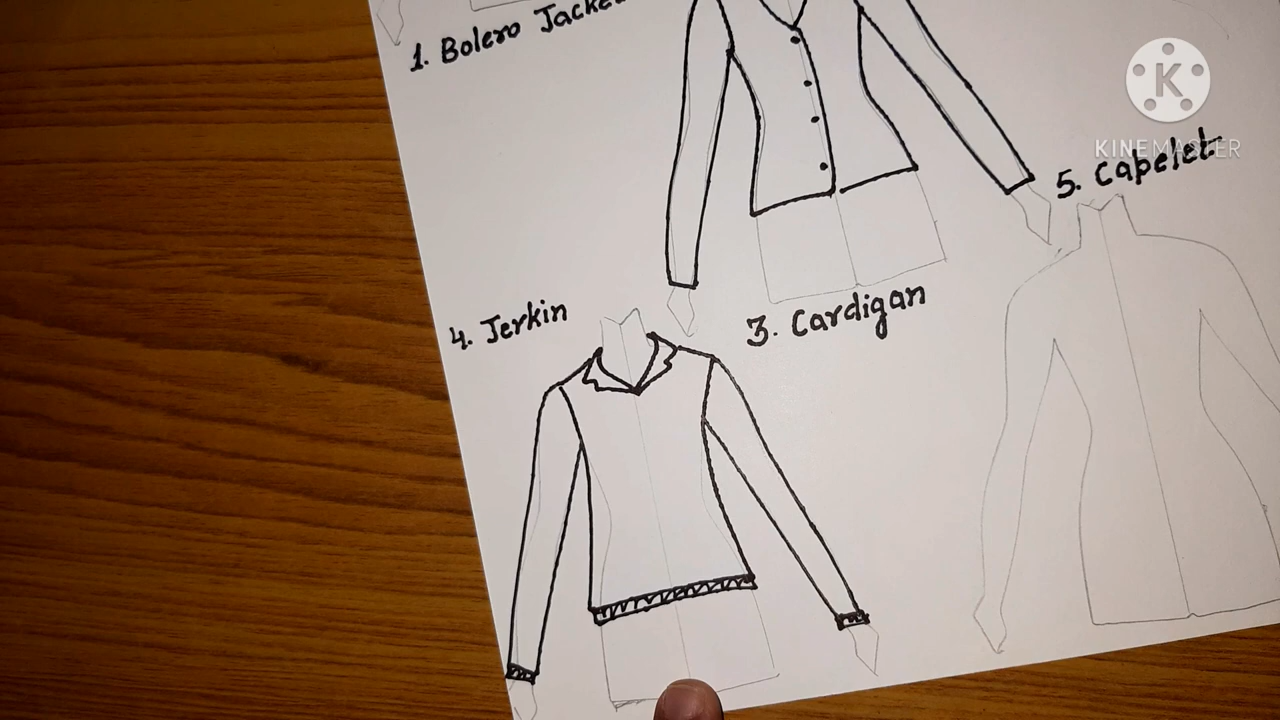 1. Bolero Jacket
K
KINEMASTER
5. Capelet
4. Jerkin
3. Cardigan